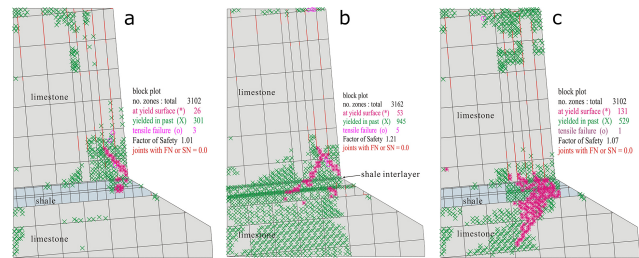 a
limestone
block plot
no. zones : total 3102
at yield surface (*) 26
yielded in past (X) 301
tensile failure (o) 3
Factor of Safety 1.01
joints with FN or SN = 0.0
shale
limestone
b
limestone
block plot
no. zones : total 3162
at yield surface (*) 53
yielded in past (X) 945
tensile failure (o) 5
Factor of Safety 1.21
joints with FN or SN = 0.0
shale interlayer
limestone
c
limestone
block plot
no. zones : total 3102
at yield surface (*) 131
yielded in past (X) 529
tensile failure (o) 1
Factor of Safety 1.07
joints with FN or SN = 0.0
shale
limestone